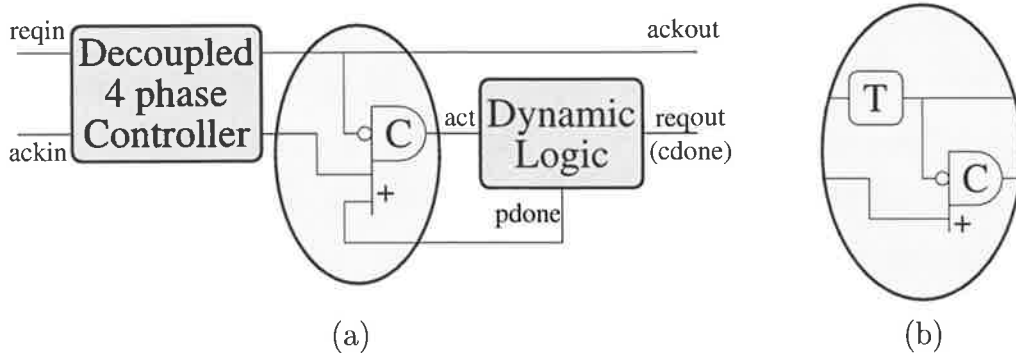 reqin
ackin
Decoupled
4 phase
Controller
C
+
act
pdone
Dynamic
Logic
ackout
reqout
(cdone)
(a)
T
C
+
(b)